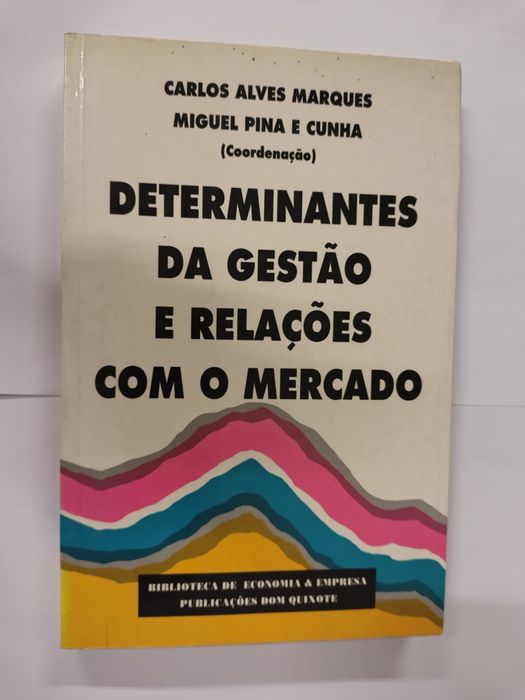 CARLOS ALVES MARQUES
MIGUEL PINA E CUNHA
(Coordenação)
DETERMINANTES
DA GESTÃO
E RELAÇÕES
COM O MERCADO
BIBLIOTECA DE ECONOMIA & EMPRESA
PUBLICAÇÕES DOM QUIXOTE